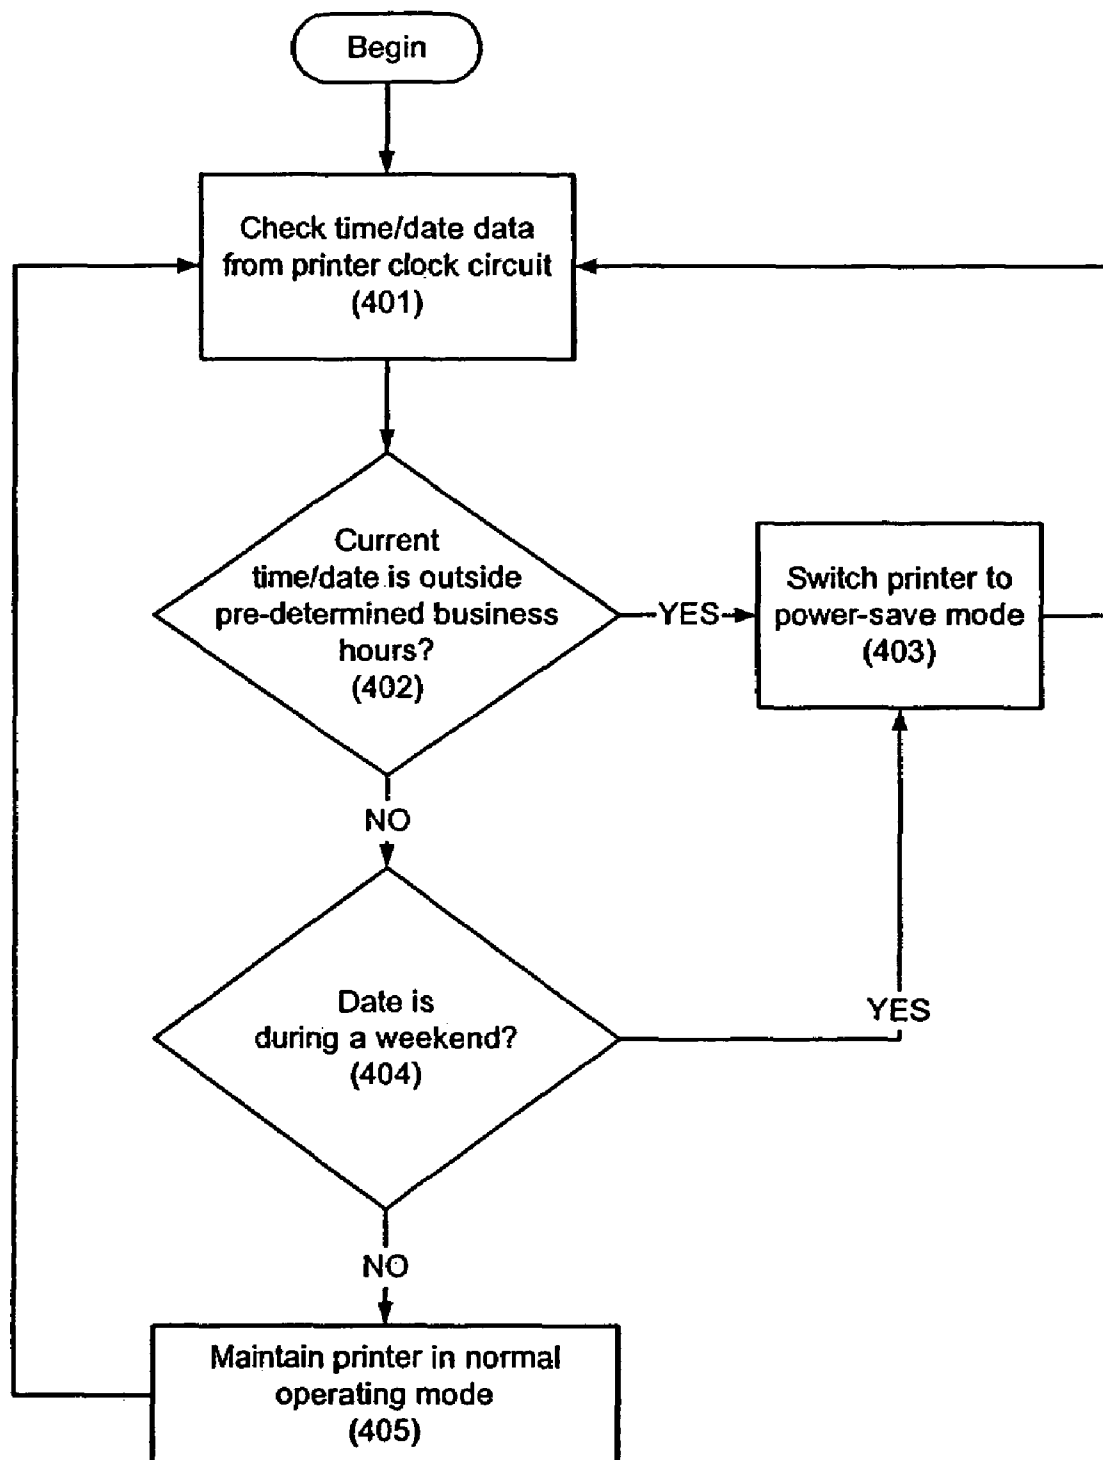 Begin
Check time/date data
from printer clock circuit
(401)
Current
time/date is outside
pre-determined business
hours?
(402)
YES
Switch printer to
power-save mode
(403)
NO
Date is
during a weekend?
(404)
YES
NO
Maintain printer in normal
operating mode
(405)